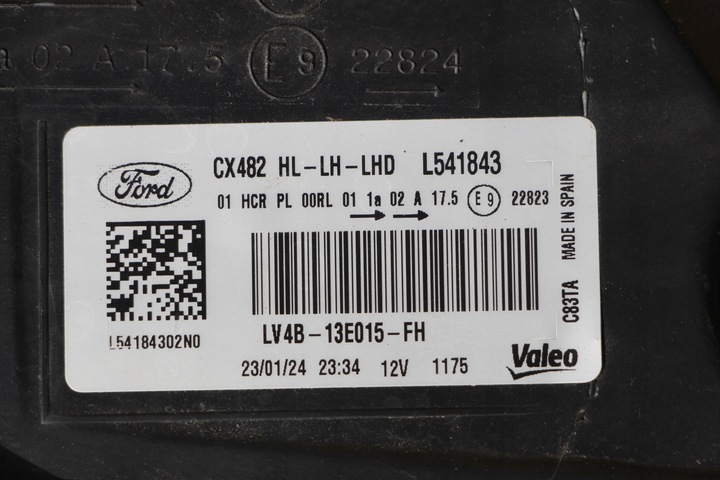 02 A 17.5 E9 22824
Ford
CX482 HL-LH-LHD L541843
01 HCR PL 00RL 01 1a 02 A 17.5 E9 22823
MADE IN SPAIN
C83TA
L54184302N0
LV4B-13E015-FH
23/01/24 23:34 12V 1175
Valeo